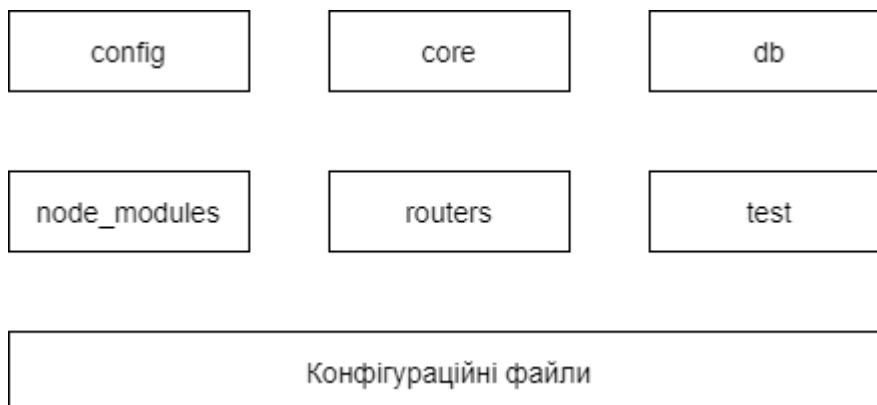 config
core
db
node_modules
routers
test
Конфігураційні файли